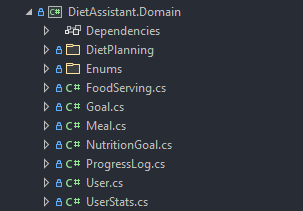 C# DietAssistant.Domain
Dependencies
DietPlanning
Enums
C# FoodServing.cs
C# Goal.cs
C# Meal.cs
C# NutritionGoal.cs
C# ProgressLog.cs
C# User.cs
C# UserStats.cs